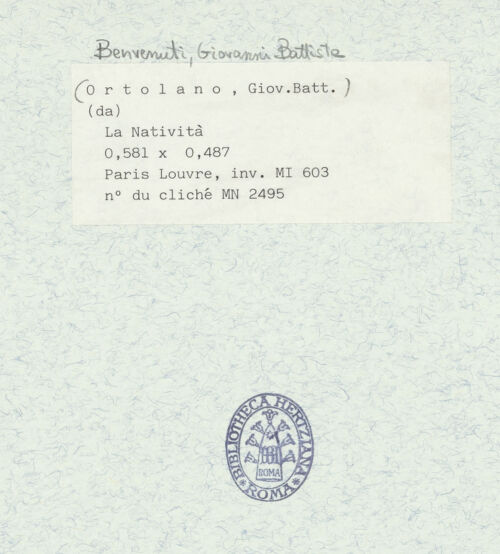 Benvenuti, Giovanni Battista
(Ortolano, Giov.Batt.)
(da)
La Natività
0,581 x 0,487
Paris Louvre, inv. MI 603
n° du cliché MN 2495
BIBLIOTHECA HERTZIANA
ROMA
* ROMA *